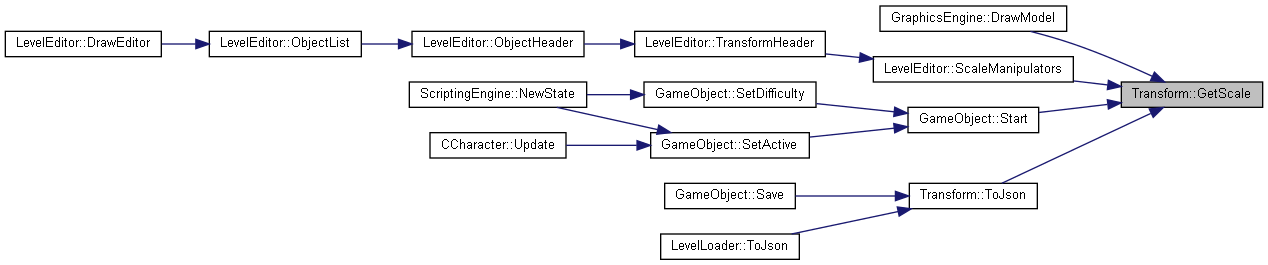 GraphicsEngine::DrawModel
LevelEditor::DrawEditor
LevelEditor::ObjectList
LevelEditor::ObjectHeader
LevelEditor::TransformHeader
LevelEditor::ScaleManipulators
Transform::GetScale
ScriptingEngine::NewState
GameObject::SetDifficulty
GameObject::Start
CCharacter::Update
GameObject::SetActive
GameObject::Save
Transform::ToJson
LevelLoader::ToJson